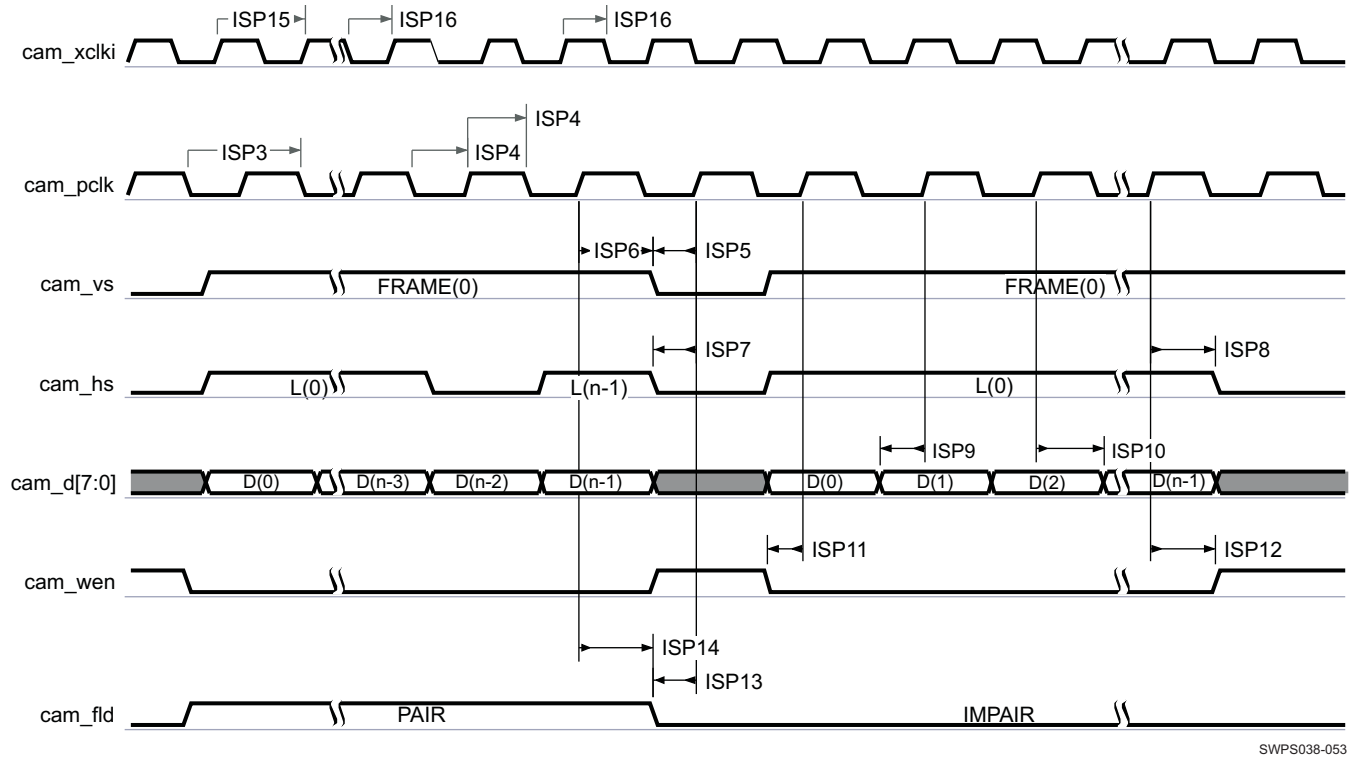 ISP15 ISP16 ISP16
cam_xclki
ISP4
ISP3 ISP4
cam_pclk
ISP6 ISP5
cam_vs FRAME(0) FRAME(0)
ISP7 ISP8
cam_hs L(0) L(n-1) L(0)
ISP9 ISP10
cam_d[7:0] D(0) D(n-3) D(n-2) D(n-1) D(0) D(1) D(2) D(n-1)
ISP11 ISP12
cam_wen
ISP14
ISP13
cam_fld PAIR IMPAIR
SWPS038-053